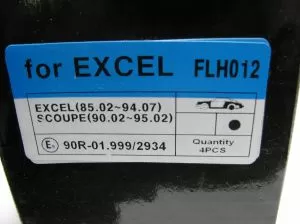 for EXCEL FLH012
EXCEL(85.02~94.07)
SCOUPE(90.02~95.02)
90R-01.999/2934
Quantity
4PCS